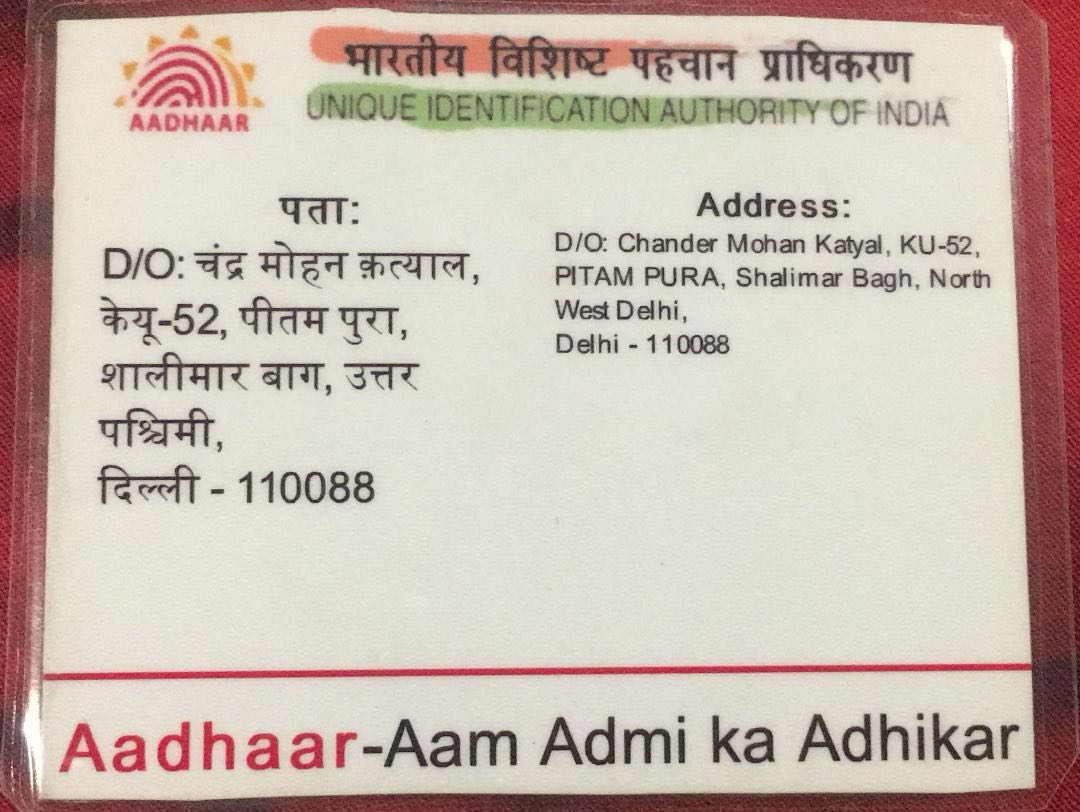 भारतीय विशिष्ट पहचान प्राधिकरण
UNIQUE IDENTIFICATION AUTHORITY OF INDIA
AADHAAR
पता:
D/O: चंद्र मोहन क़त्याल,
केयू-52, पीतम पुरा,
शालीमार बाग, उत्तर
पश्चिमी,
दिल्ली - 110088
Address:
D/O: Chander Mohan Katyal, KU-52,
PITAM PURA, Shalimar Bagh, North
West Delhi,
Delhi - 110088
Aadhaar-Aam Admi ka Adhikar